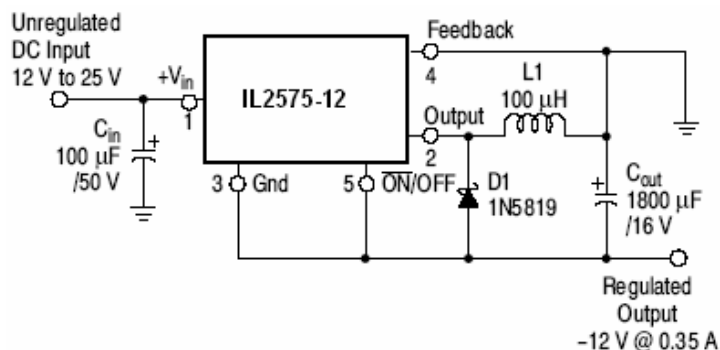 Unregulated
DC Input
12 V to 25 V
+Vin
1
Cin
100 µF
/50 V
+
IL2575-12
Feedback
4
Output
2
L1
100 µH
3
Gnd
5
ON/OFF
D1
1N5819
+
Cout
1800 µF
/16 V
Regulated
Output
–12 V @ 0.35 A